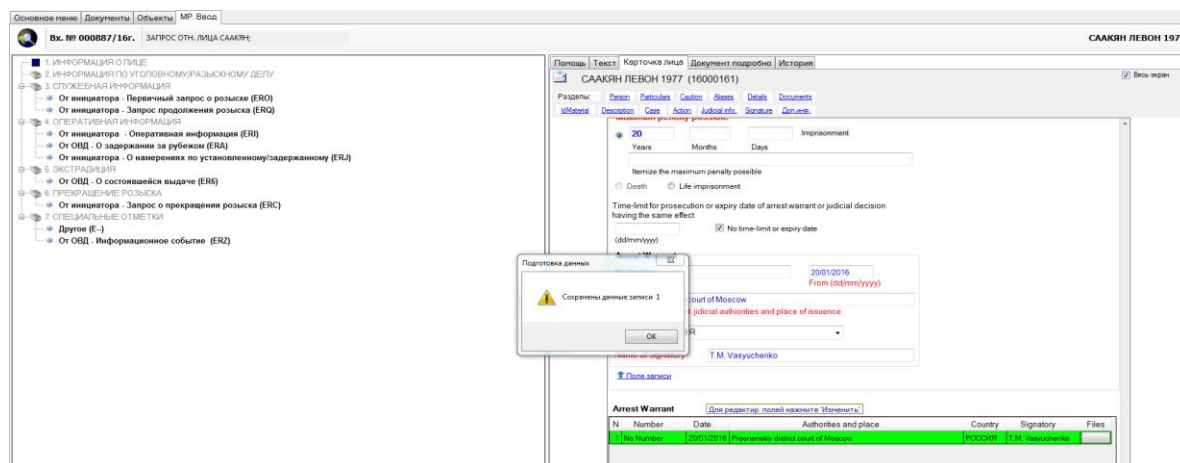 Основное меню Документы Объекты МР. Ввод
Вх. № 000887/16г. ЗАПРОС ОТН. ЛИЦА СААКЯН;
СААКЯН ЛЕВОН 197
1. ИНФОРМАЦИЯ О ЛИЦЕ
2. ИНФОРМАЦИЯ ПО УГОЛОВНОМУ/РАЗЫСКНОМУ ДЕЛУ
3. СЛУЖЕБНАЯ ИНФОРМАЦИЯ
От инициатора - Первичный запрос о розыске (ERO)
От инициатора - Запрос продолжения розыска (ERQ)
4. ОПЕРАТИВНАЯ ИНФОРМАЦИЯ
От инициатора - Оперативная информация (ERI)
От ОВД - О задержании за рубежом (ERA)
От инициатора - О намерениях по установленному/задержанному (ERJ)
5. ЭКСТРАДИЦИЯ
От ОВД - О состоявшейся выдаче (ER6)
6. ПРЕКРАЩЕНИЕ РОЗЫСКА
От инициатора - Запрос о прекращении розыска (ERC)
7. СПЕЦИАЛЬНЫЕ ОТМЕТКИ
Другое (E--)
От ОВД - Информационное событие (ERZ)
Помощь Текст Карточка лица Документ подробно История
СААКЯН ЛЕВОН 1977 (16000161)
Весь экран
Разделы: Person Particulars Caution Aliases Details Documents
IdMaterial Description Case Action Judicial info. Signature Доп.инф.
Maximum penalty possible
20 Imprisonment
Years Months Days
Itemize the maximum penalty possible
Death Life imprisonment
Time-limit for prosecution or expiry date of arrest warrant or judicial decision
having the same effect
No time-limit or expiry date
(dd/mm/yyyy)
Arrest W
20/01/2016
From (dd/mm/yyyy)
court of Moscow
jidicial authiorities and place of issuence
Я
Name of signatory T.M. Vasyuchenko
Поля записи
Подготовка данных
Сохранены данные записи 1
OK
Arrest Warrant Для редактир. полей нажмите 'Изменить'
N Number Date Authorities and place Country Signatory Files
1 No Number 20/01/2016 Presnenskiy district court of Moscow РОССИЯ T.M. Vasyuchenko